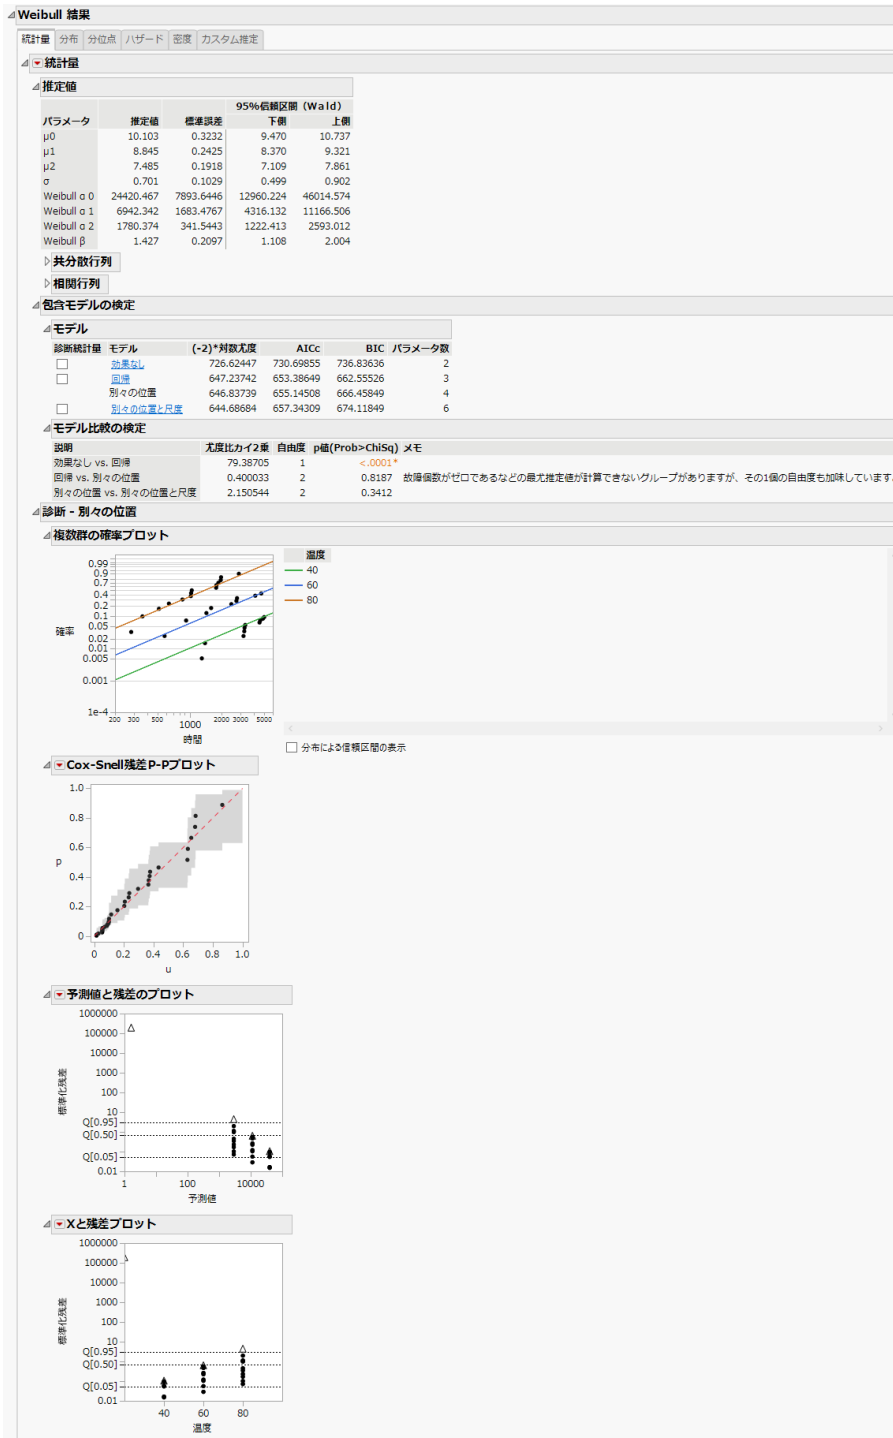 Weibull 結果
統計量 分布 分位点 ハザード 密度 カスタム推定
統計量
推定値
95%信頼区間 (Wald)
パラメータ 推定値 標準誤差 下側 上側
μ0 10.103 0.3232 9.470 10.737
μ1 8.845 0.2425 8.370 9.321
μ2 7.485 0.1918 7.109 7.861
σ 0.701 0.1029 0.499 0.902
Weibull α 0 24420.467 7893.6446 12960.224 46014.574
Weibull α 1 6942.342 1683.4767 4316.132 11166.506
Weibull α 2 1780.374 341.5443 1222.413 2593.012
Weibull β 1.427 0.2097 1.108 2.004
共分散行列
相関行列
包含モデルの検定
モデル
診断統計量 モデル (-2)*対数尤度 AICc BIC パラメータ数
効果なし 726.62447 730.69855 736.83636 2
回帰 647.23742 653.38649 662.55526 3
別々の位置 646.83739 655.14508 666.45849 4
別々の位置と尺度 644.68684 657.34309 674.11849 6
モデル比較の検定
説明 尤度比カイ2乗 自由度 p値(Prob>ChiSq) メモ
効果なし vs. 回帰 79.38705 1 <.0001*
回帰 vs. 別々の位置 0.400033 2 0.8187 故障個数がゼロであるなどの最尤推定値が計算できないグループがありますが、その1個の自由度も加味しています
別々の位置 vs. 別々の位置と尺度 2.150544 2 0.3412
診断 - 別々の位置
複数群の確率プロット
0.99
0.9
0.7
0.4
0.2
0.1
0.05
0.02
0.01
0.005
0.001
1e-4
確率
200 300 500 1000 2000 3000 5000
時間
温度
40
60
80
分布による信頼区間の表示
Cox-Snell残差P-Pプロット
1.0
0.8
0.6
0.4
0.2
0
p
0 0.2 0.4 0.6 0.8 1.0
u
予測値と残差のプロット
1000000
100000
10000
1000
100
10
Q[0.95]
Q[0.50]
Q[0.05]
0.01
標準化残差
1 100 10000
予測値
Xと残差プロット
1000000
100000
10000
1000
100
10
Q[0.95]
Q[0.50]
Q[0.05]
0.01
標準化残差
40 60 80
温度